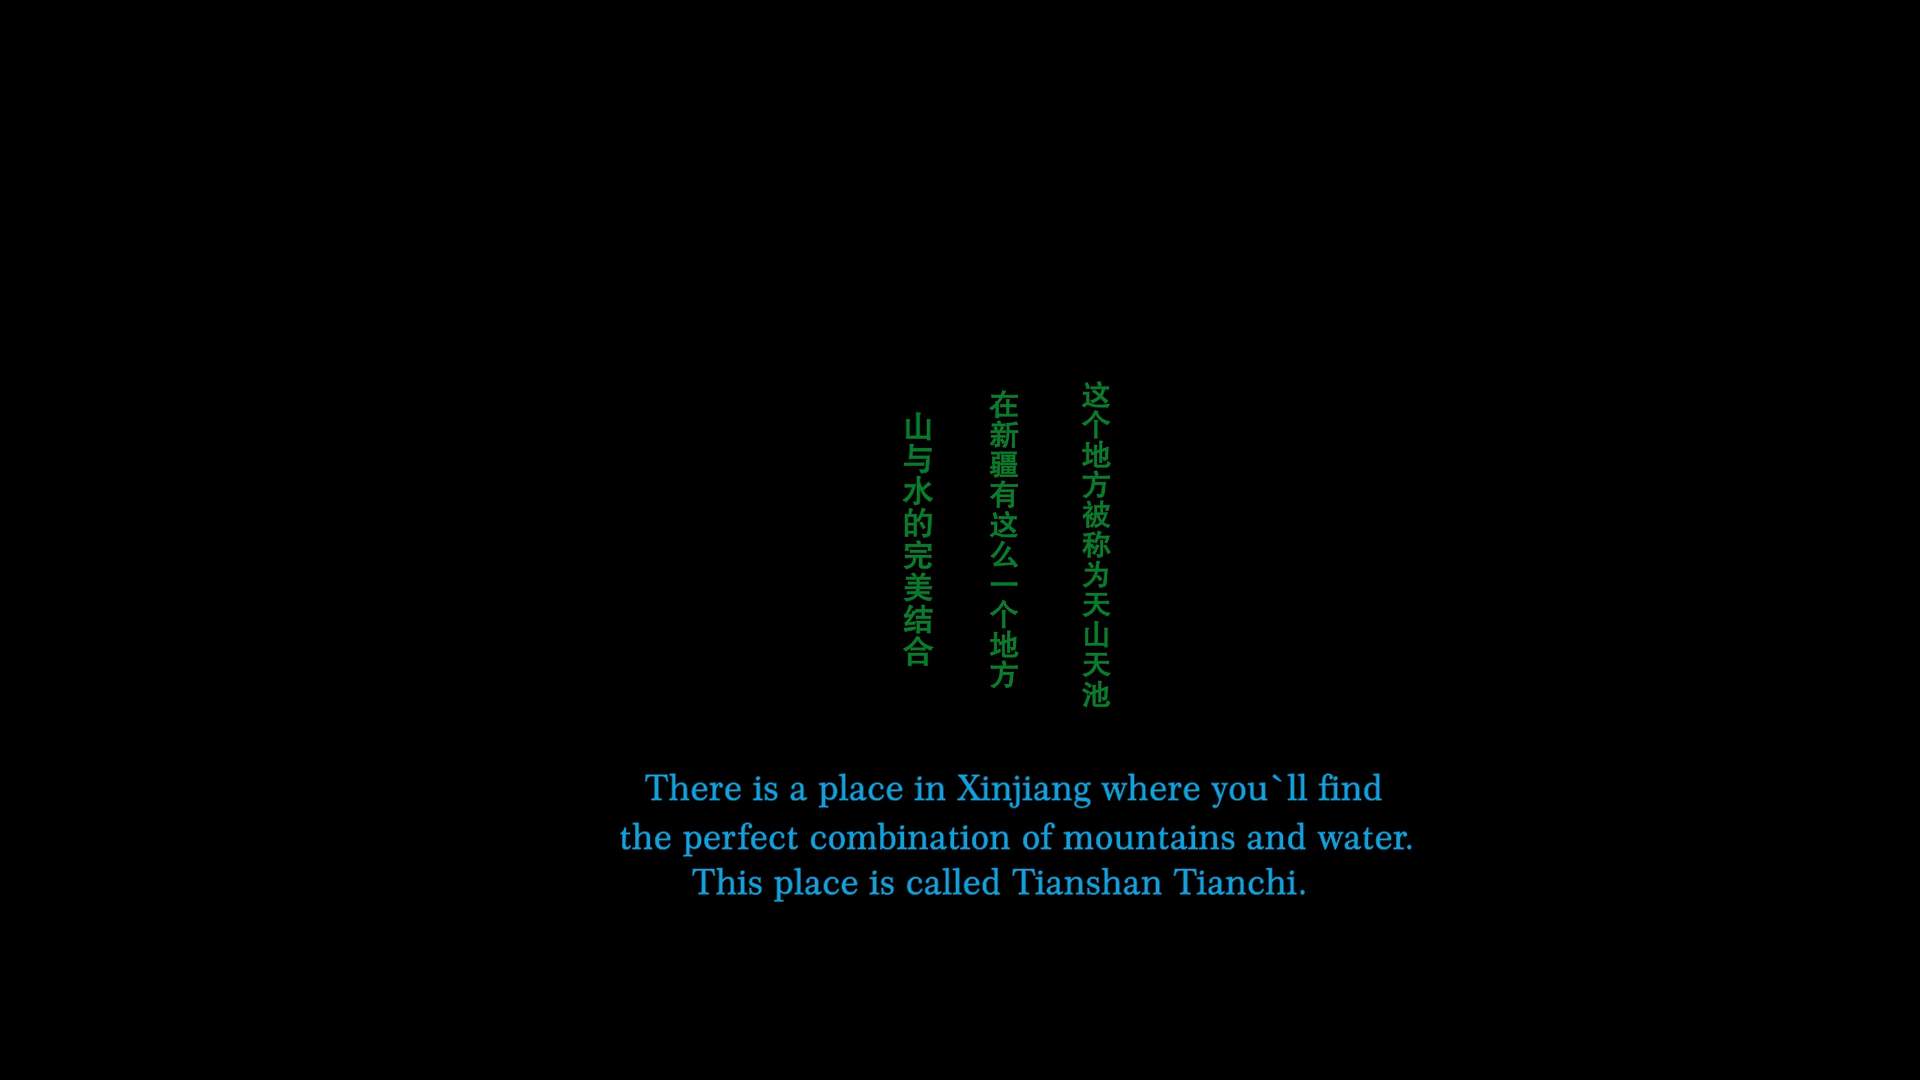 山与水的完美结合
在新疆有这么一个地方
这个地方被称为天山天池
There is a place in Xinjiang where you`ll find
the perfect combination of mountains and water.
This place is called Tianshan Tianchi.